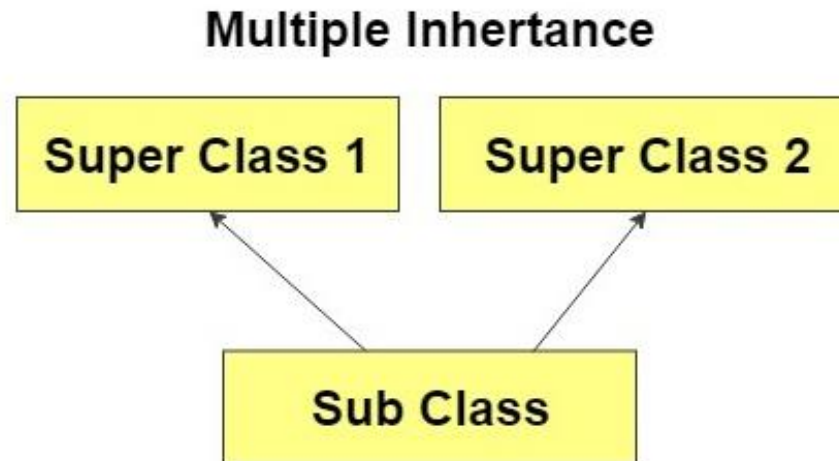 Multiple Inhertance
Super Class 1
Super Class 2
Sub Class